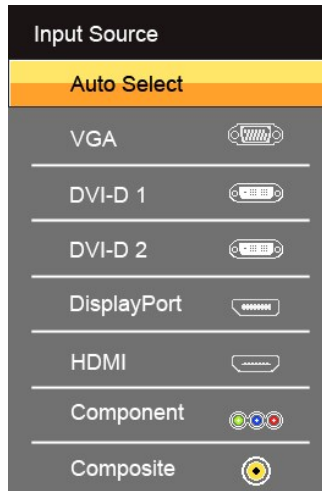 Input Source
Auto Select
VGA
DVI-D 1
DVI-D 2
DisplayPort
HDMI
Component
Composite